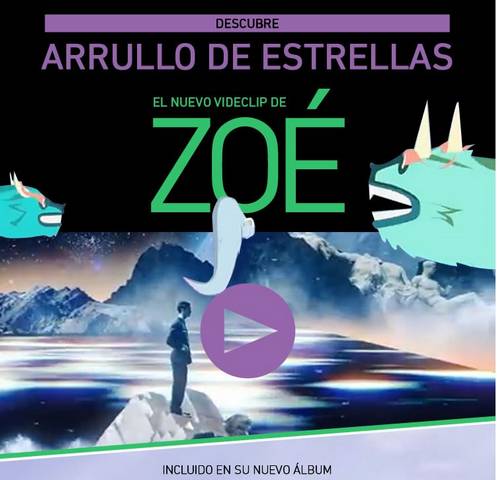 DESCUBRE
ARRULLO DE ESTRELLAS
EL NUEVO VIDECLIP DE
ZOÉ
INCLUIDO EN SU NUEVO ÁLBUM